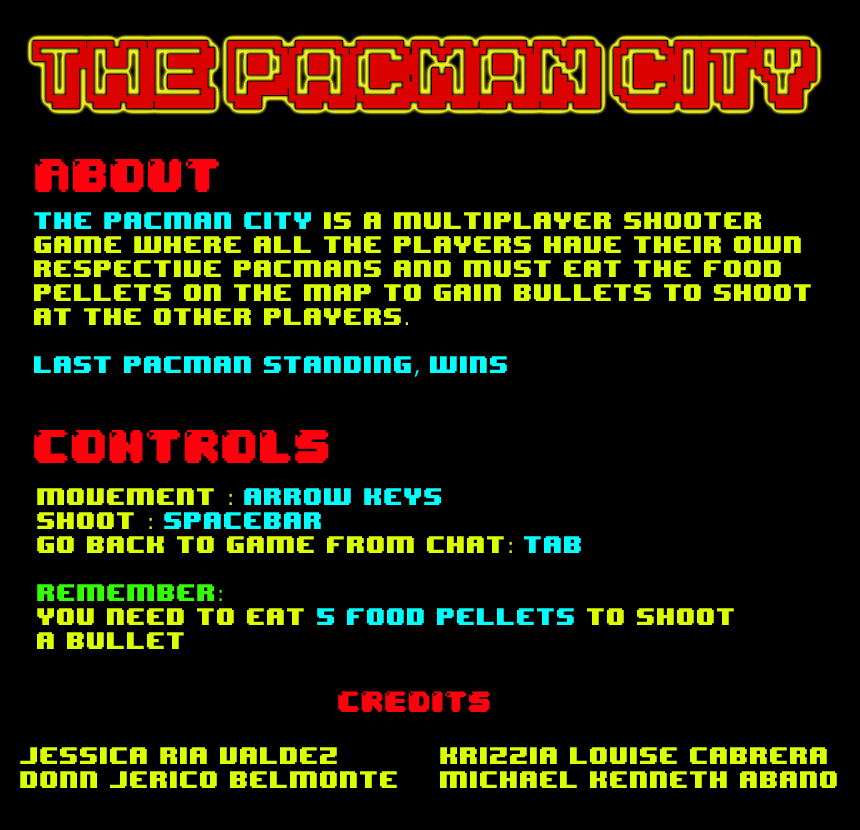 THE PACMAN CITY
ABOUT
THE PACMAN CITY IS A MULTIPLAYER SHOOTER
GAME WHERE ALL THE PLAYERS HAVE THEIR OWN
RESPECTIVE PACMANS AND MUST EAT THE FOOD
PELLETS ON THE MAP TO GAIN BULLETS TO SHOOT
AT THE OTHER PLAYERS.
LAST PACMAN STANDING, WINS
CONTROLS
MOVEMENT : ARROW KEYS
SHOOT : SPACEBAR
GO BACK TO GAME FROM CHAT: TAB
REMEMBER:
YOU NEED TO EAT 5 FOOD PELLETS TO SHOOT
A BULLET
CREDITS
JESSICA RIA VALDEZ
DONN JERICO BELMONTE
KRIZZIA LOUISE CABRERA
MICHAEL KENNETH ABANO